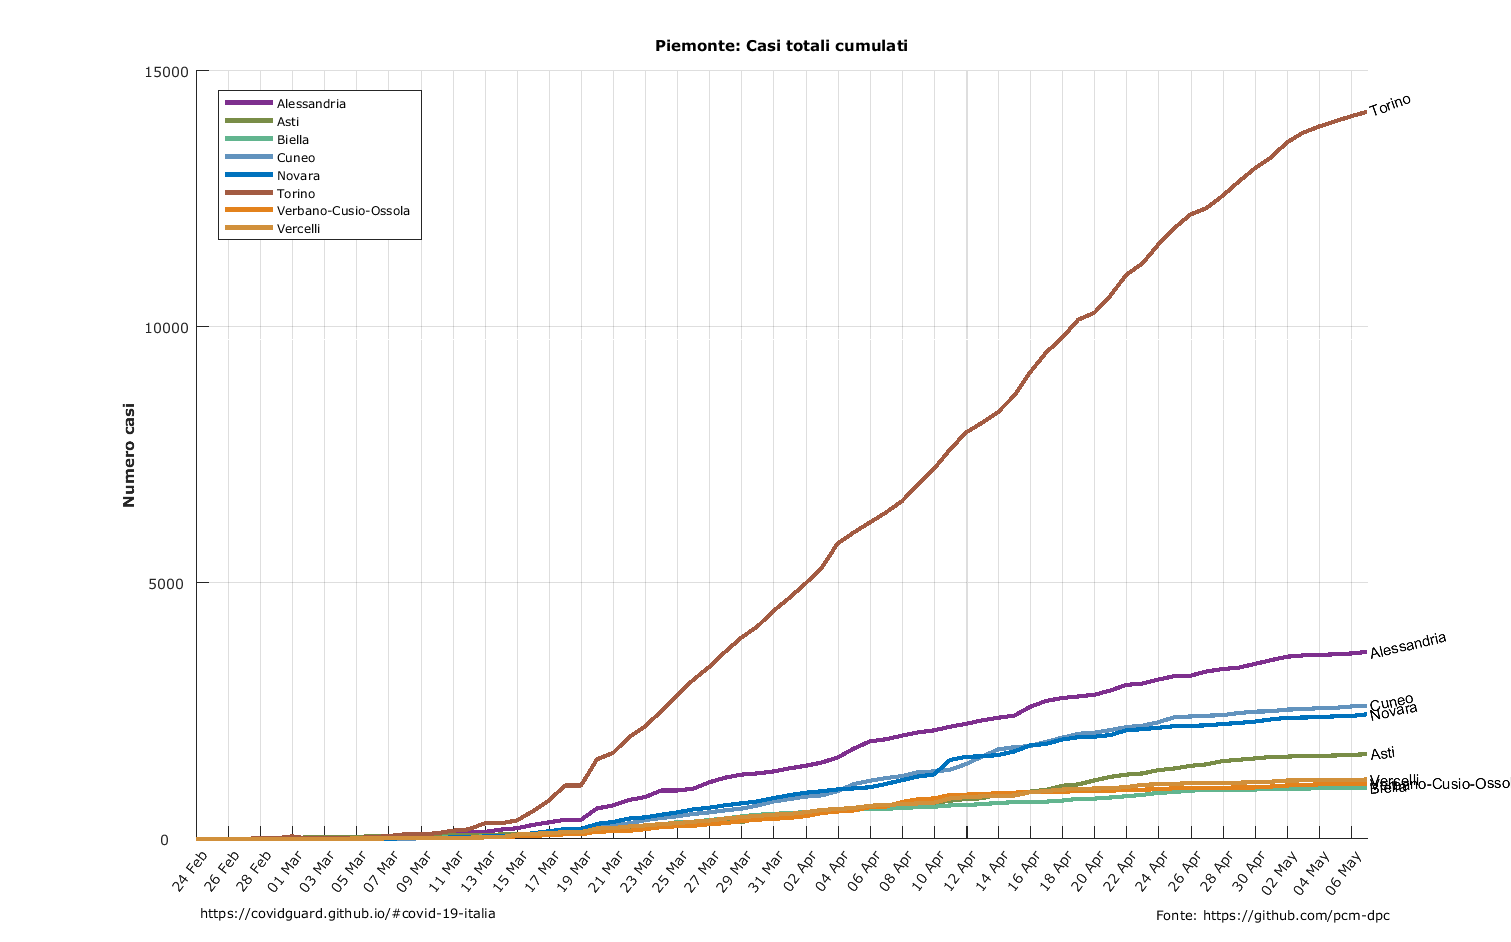 Piemonte: Casi totali cumulati
15000
10000
5000
0
Numero casi
Alessandria
Asti
Biella
Cuneo
Novara
Torino
Verbano-Cusio-Ossola
Vercelli
Torino
Alessandria
Cuneo
Novara
Asti
Vercelli
Verbano-Cusio-Osso
Biella
24 Feb
26 Feb
28 Feb
01 Mar
03 Mar
05 Mar
07 Mar
09 Mar
11 Mar
13 Mar
15 Mar
17 Mar
19 Mar
21 Mar
23 Mar
25 Mar
27 Mar
29 Mar
31 Mar
02 Apr
04 Apr
06 Apr
08 Apr
10 Apr
12 Apr
14 Apr
16 Apr
18 Apr
20 Apr
22 Apr
24 Apr
26 Apr
28 Apr
30 Apr
02 May
04 May
06 May
https://covidguard.github.io/#covid-19-italia
Fonte: https://github.com/pcm-dpc